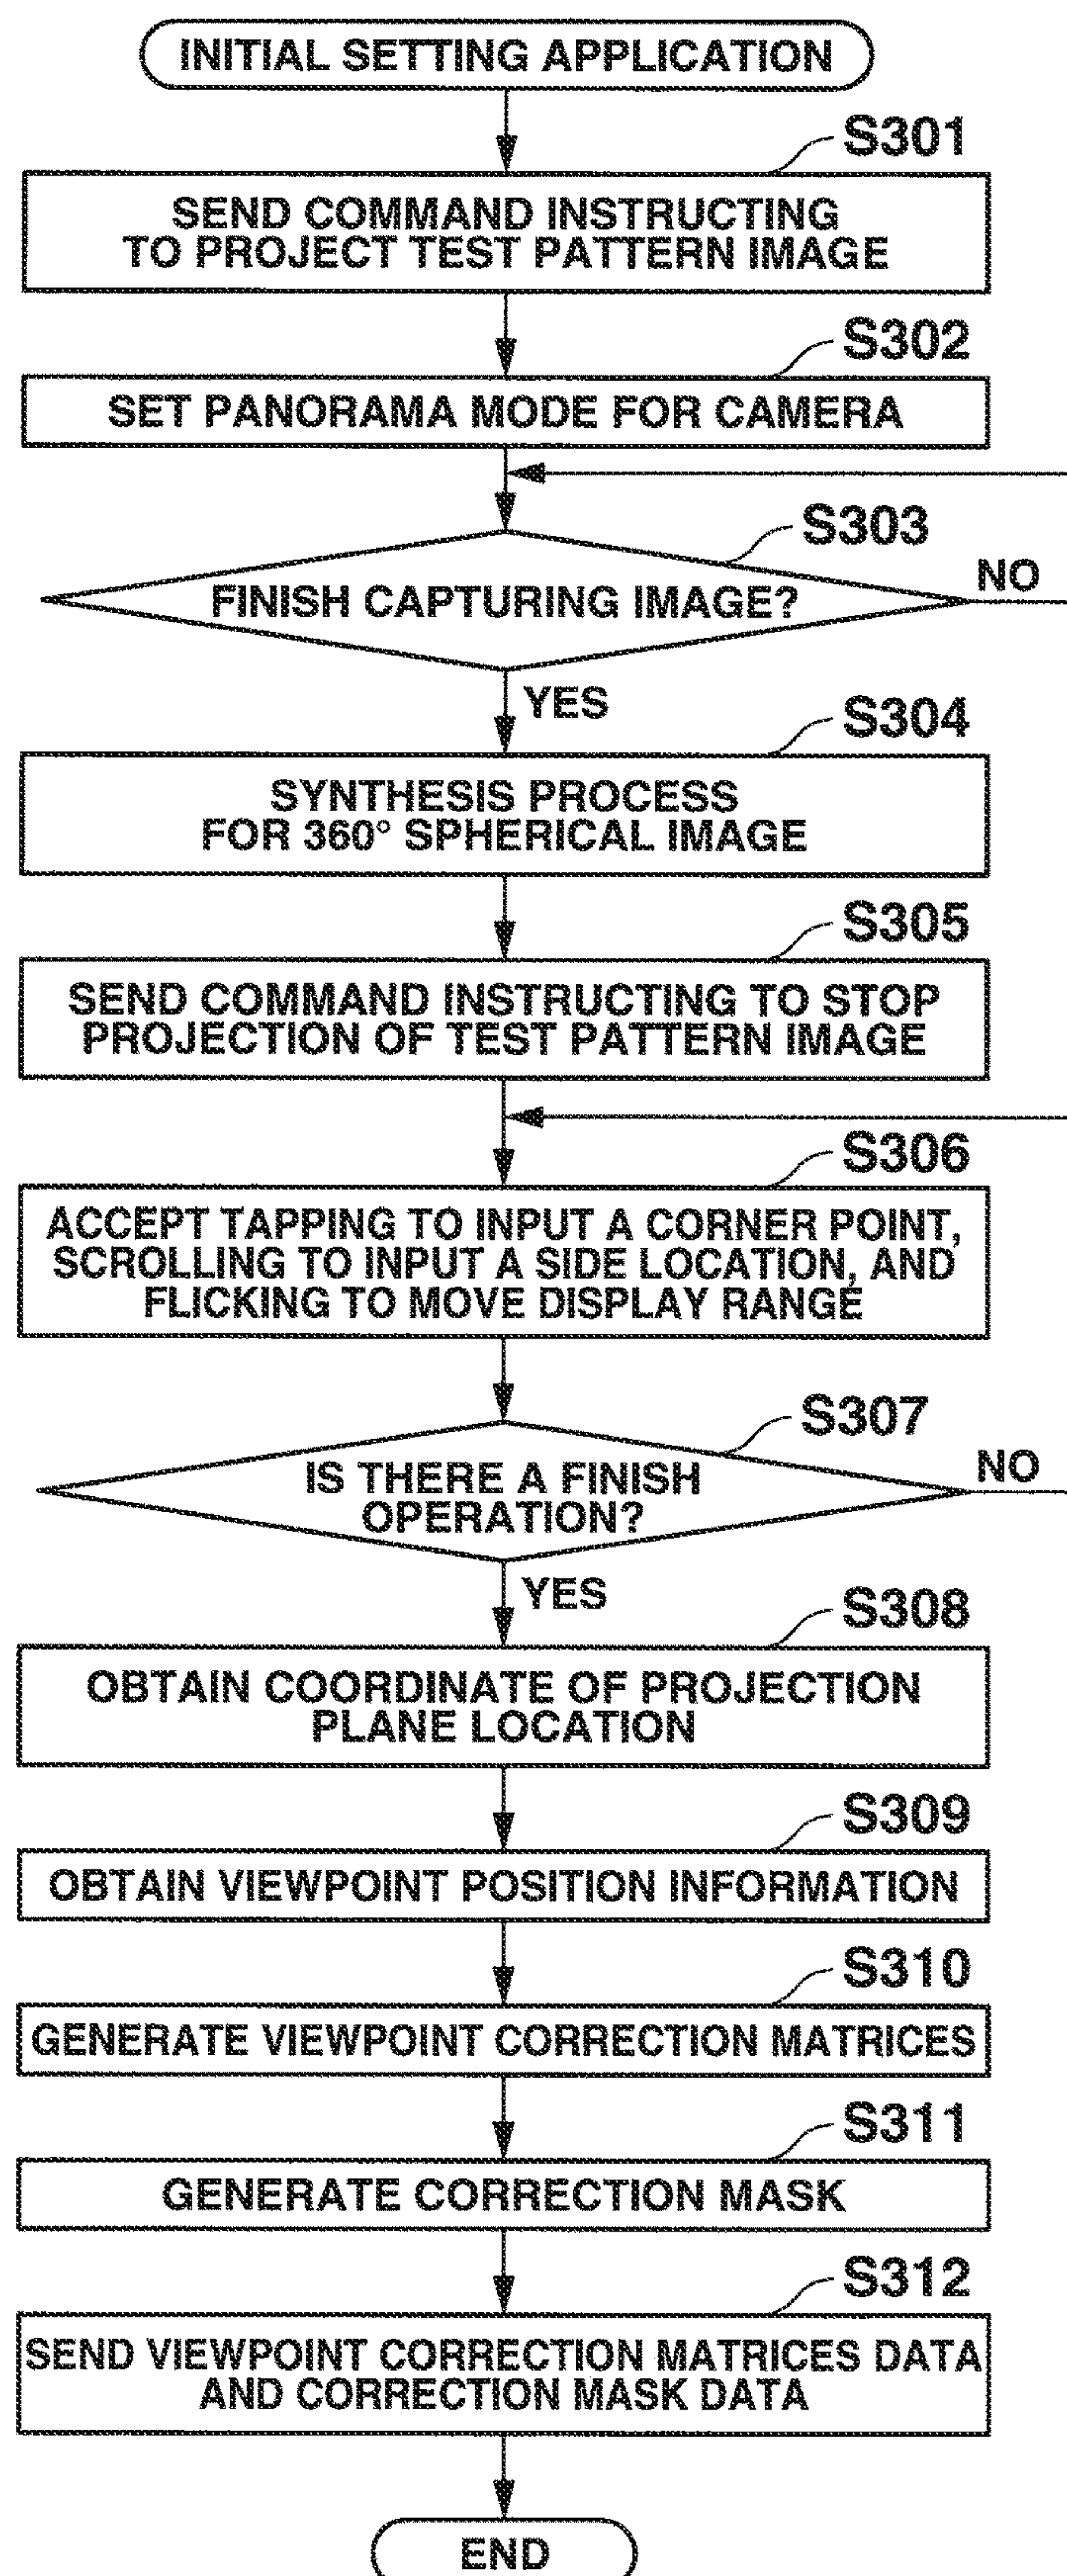 INITIAL SETTING APPLICATION
S301
SEND COMMAND INSTRUCTING
TO PROJECT TEST PATTERN IMAGE
S302
SET PANORAMA MODE FOR CAMERA
S303
FINISH CAPTURING IMAGE?
NO
YES
S304
SYNTHESIS PROCESS
FOR 360° SPHERICAL IMAGE
S305
SEND COMMAND INSTRUCTING TO STOP
PROJECTION OF TEST PATTERN IMAGE
S306
ACCEPT TAPPING TO INPUT A CORNER POINT,
SCROLLING TO INPUT A SIDE LOCATION, AND
FLICKING TO MOVE DISPLAY RANGE
S307
IS THERE A FINISH
OPERATION?
NO
YES
S308
OBTAIN COORDINATE OF PROJECTION
PLANE LOCATION
S309
OBTAIN VIEWPOINT POSITION INFORMATION
S310
GENERATE VIEWPOINT CORRECTION MATRICES
S311
GENERATE CORRECTION MASK
S312
SEND VIEWPOINT CORRECTION MATRICES DATA
AND CORRECTION MASK DATA
END